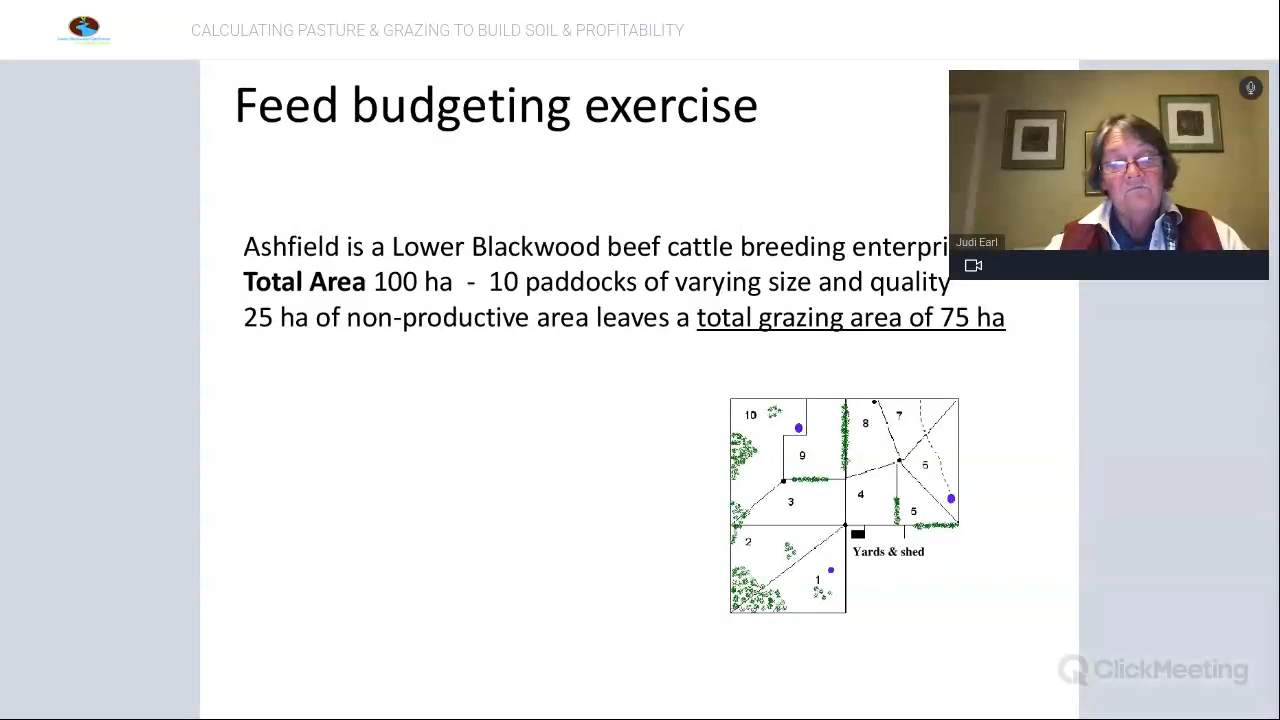 CALCULATING PASTURE & GRAZING TO BUILD SOIL & PROFITABILITY
Feed budgeting exercise
Judi Earl
Ashfield is a Lower Blackwood beef cattle breeding enterpri
Total Area 100 ha - 10 paddocks of varying size and quality
25 ha of non-productive area leaves a total grazing area of 75 ha
10
8
7
9
6
3
4
5
2
Yards & shed
1
ClickMeeting